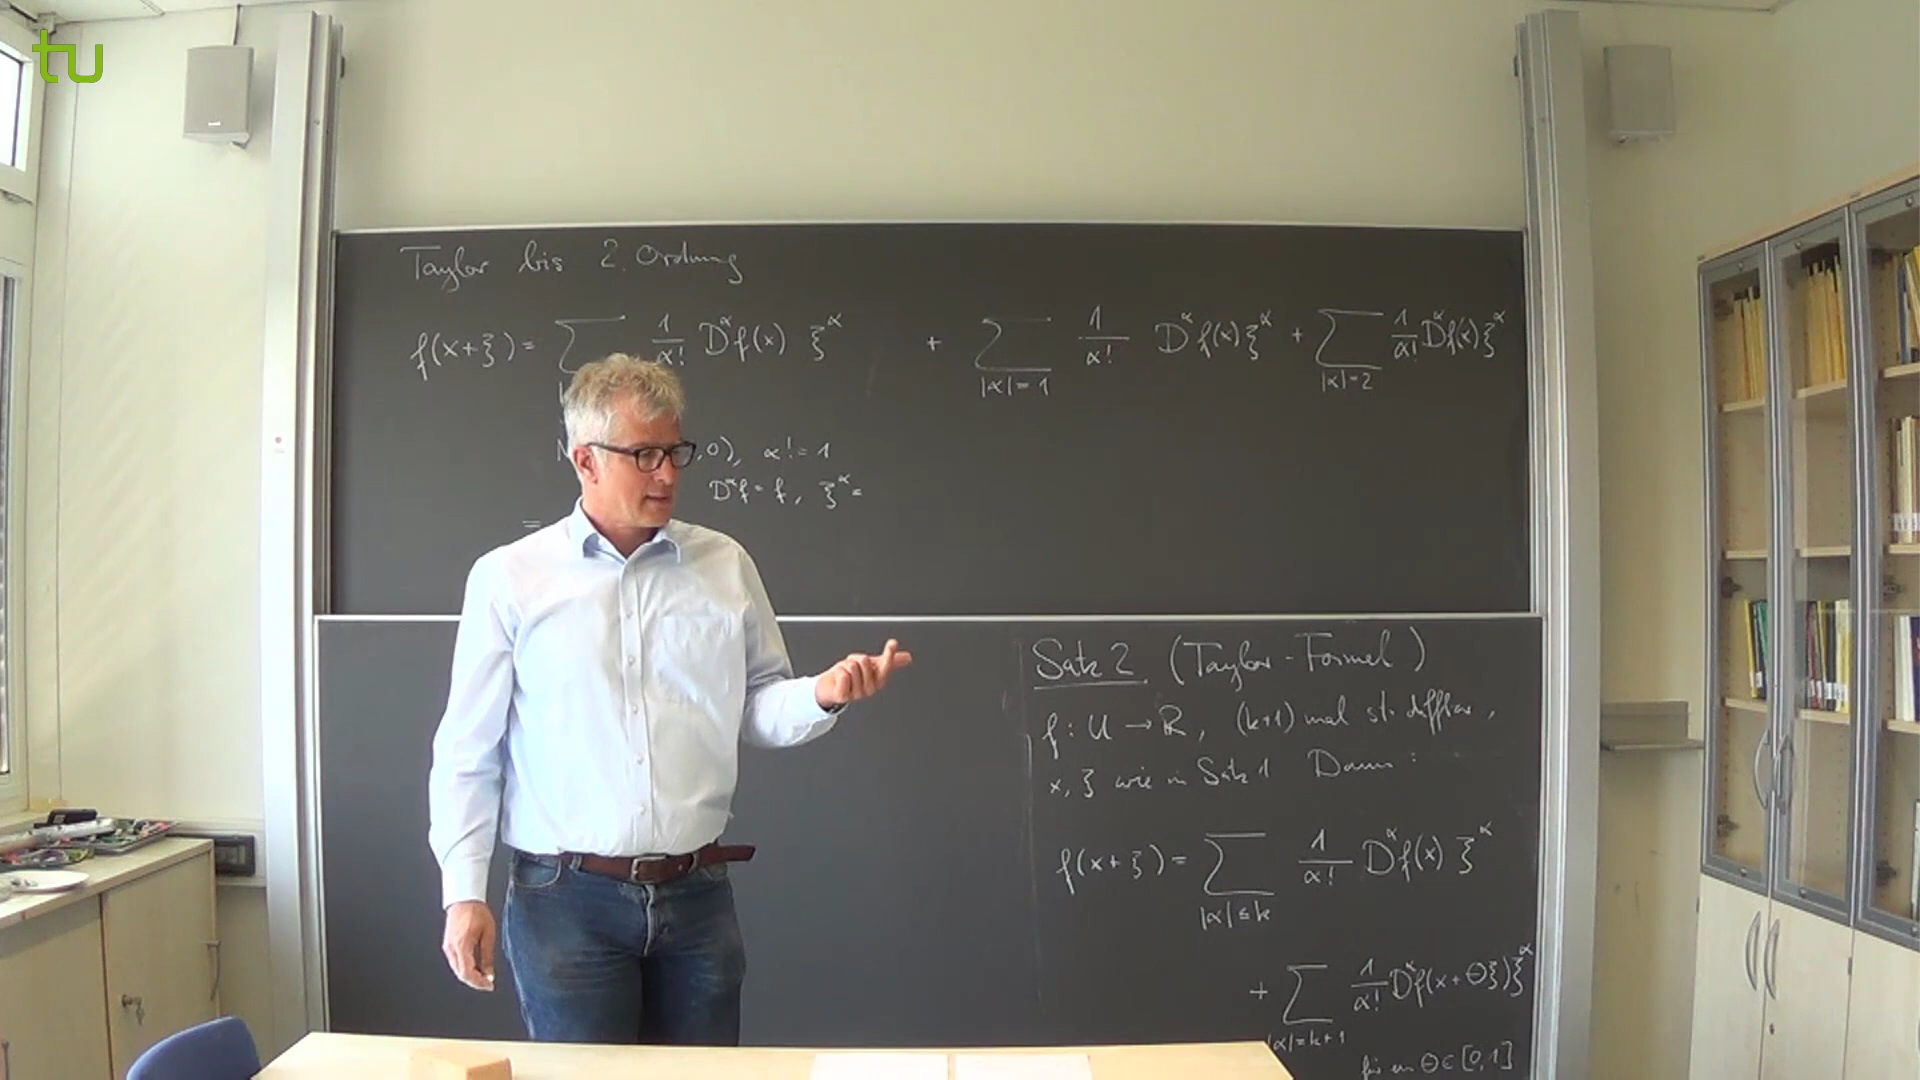 tu
Taylor bis 2. Ordnung
f(x+ξ) = ∑ 1/α! D^α f(x) ξ^α + ∑ 1/α! D^α f(x) ξ^α + ∑ 1/α! D^α f(x) ξ^α
|α| = 1 |α| = 2
,0), α! = 1
D^α f = f, ξ^α =
=
Satz 2 (Taylor-Formel)
f: U → ℝ, (k+1) mal st. diffbar,
x, ξ wie in Satz 1 Dann:
f(x+ξ) = ∑ 1/α! D^α f(x) ξ^α
|α| ≤ k
+ ∑ 1/α! D^α f(x+Θξ) ξ^α
|α| = k+1
für ein Θ ∈ [0,1]